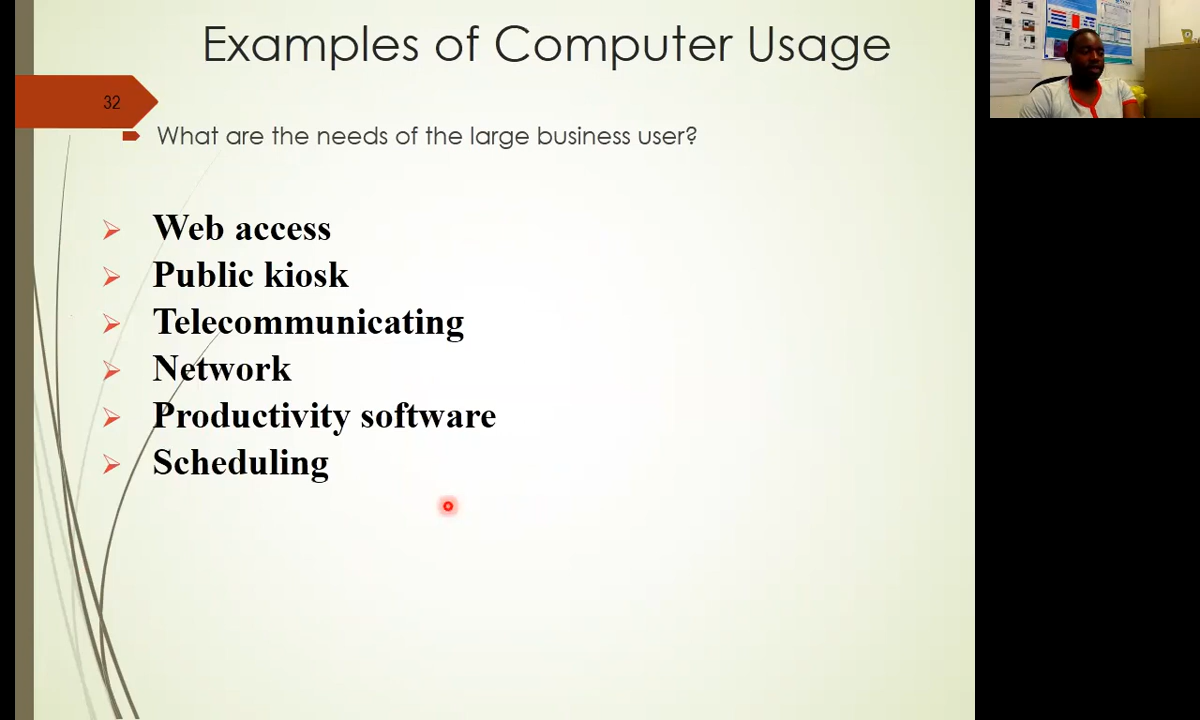 Examples of Computer Usage
32
What are the needs of the large business user?
Web access
Public kiosk
Telecommunicating
Network
Productivity software
Scheduling